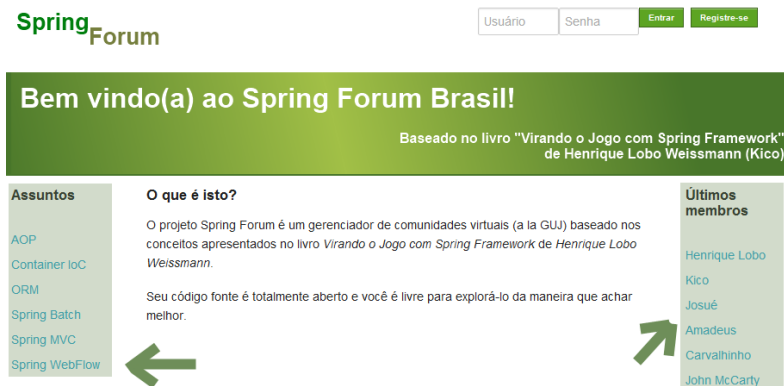 Spring Forum
Usuário
Senha
Entrar
Registre-se
Bem vindo(a) ao Spring Forum Brasil!
Baseado no livro "Virando o Jogo com Spring Framework"
de Henrique Lobo Weissmann (Kico)
Assuntos
AOP
Container IoC
ORM
Spring Batch
Spring MVC
Spring WebFlow
O que é isto?
O projeto Spring Forum é um gerenciador de comunidades virtuais (a la GUJ) baseado nos
conceitos apresentados no livro Virando o Jogo com Spring Framework de Henrique Lobo
Weissmann.
Seu código fonte é totalmente aberto e você é livre para explorá-lo da maneira que achar
melhor.
Últimos
membros
Henrique Lobo
Kico
Josué
Amadeus
Carvalhinho
John McCarty